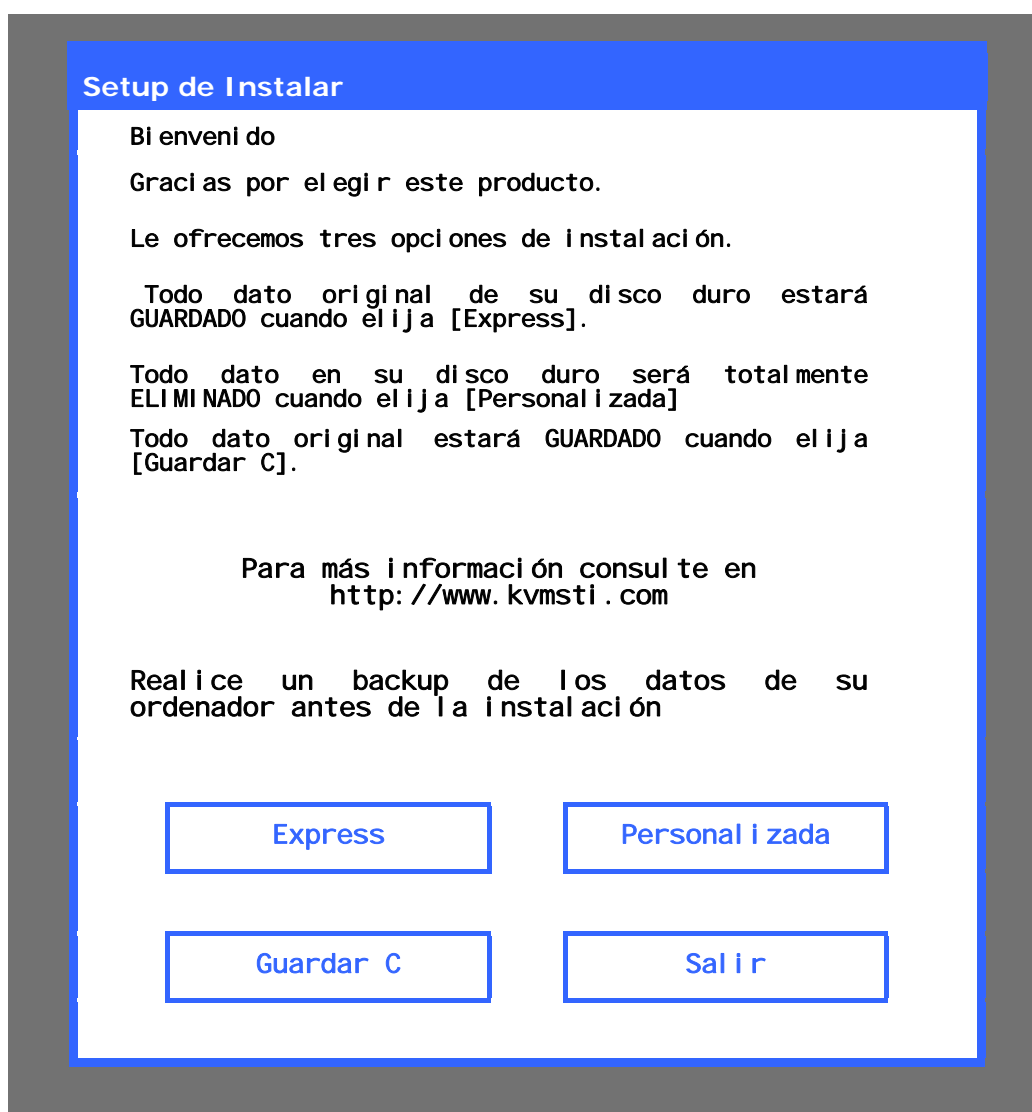 Setup de Instalar
Bienvenido
Gracias por elegir este producto.
Le ofrecemos tres opciones de instalación.
Todo dato original de su disco duro estará
GUARDADO cuando elija [Express].
Todo dato en su disco duro será totalmente
ELIMINADO cuando elija [Personalizada]
Todo dato original estará GUARDADO cuando elija
[Guardar C].
Para más información consulte en
http://www.kvmsti.com
Realice un backup de los datos de su
ordenador antes de la instalación
Express
Personalizada
Guardar C
Salir